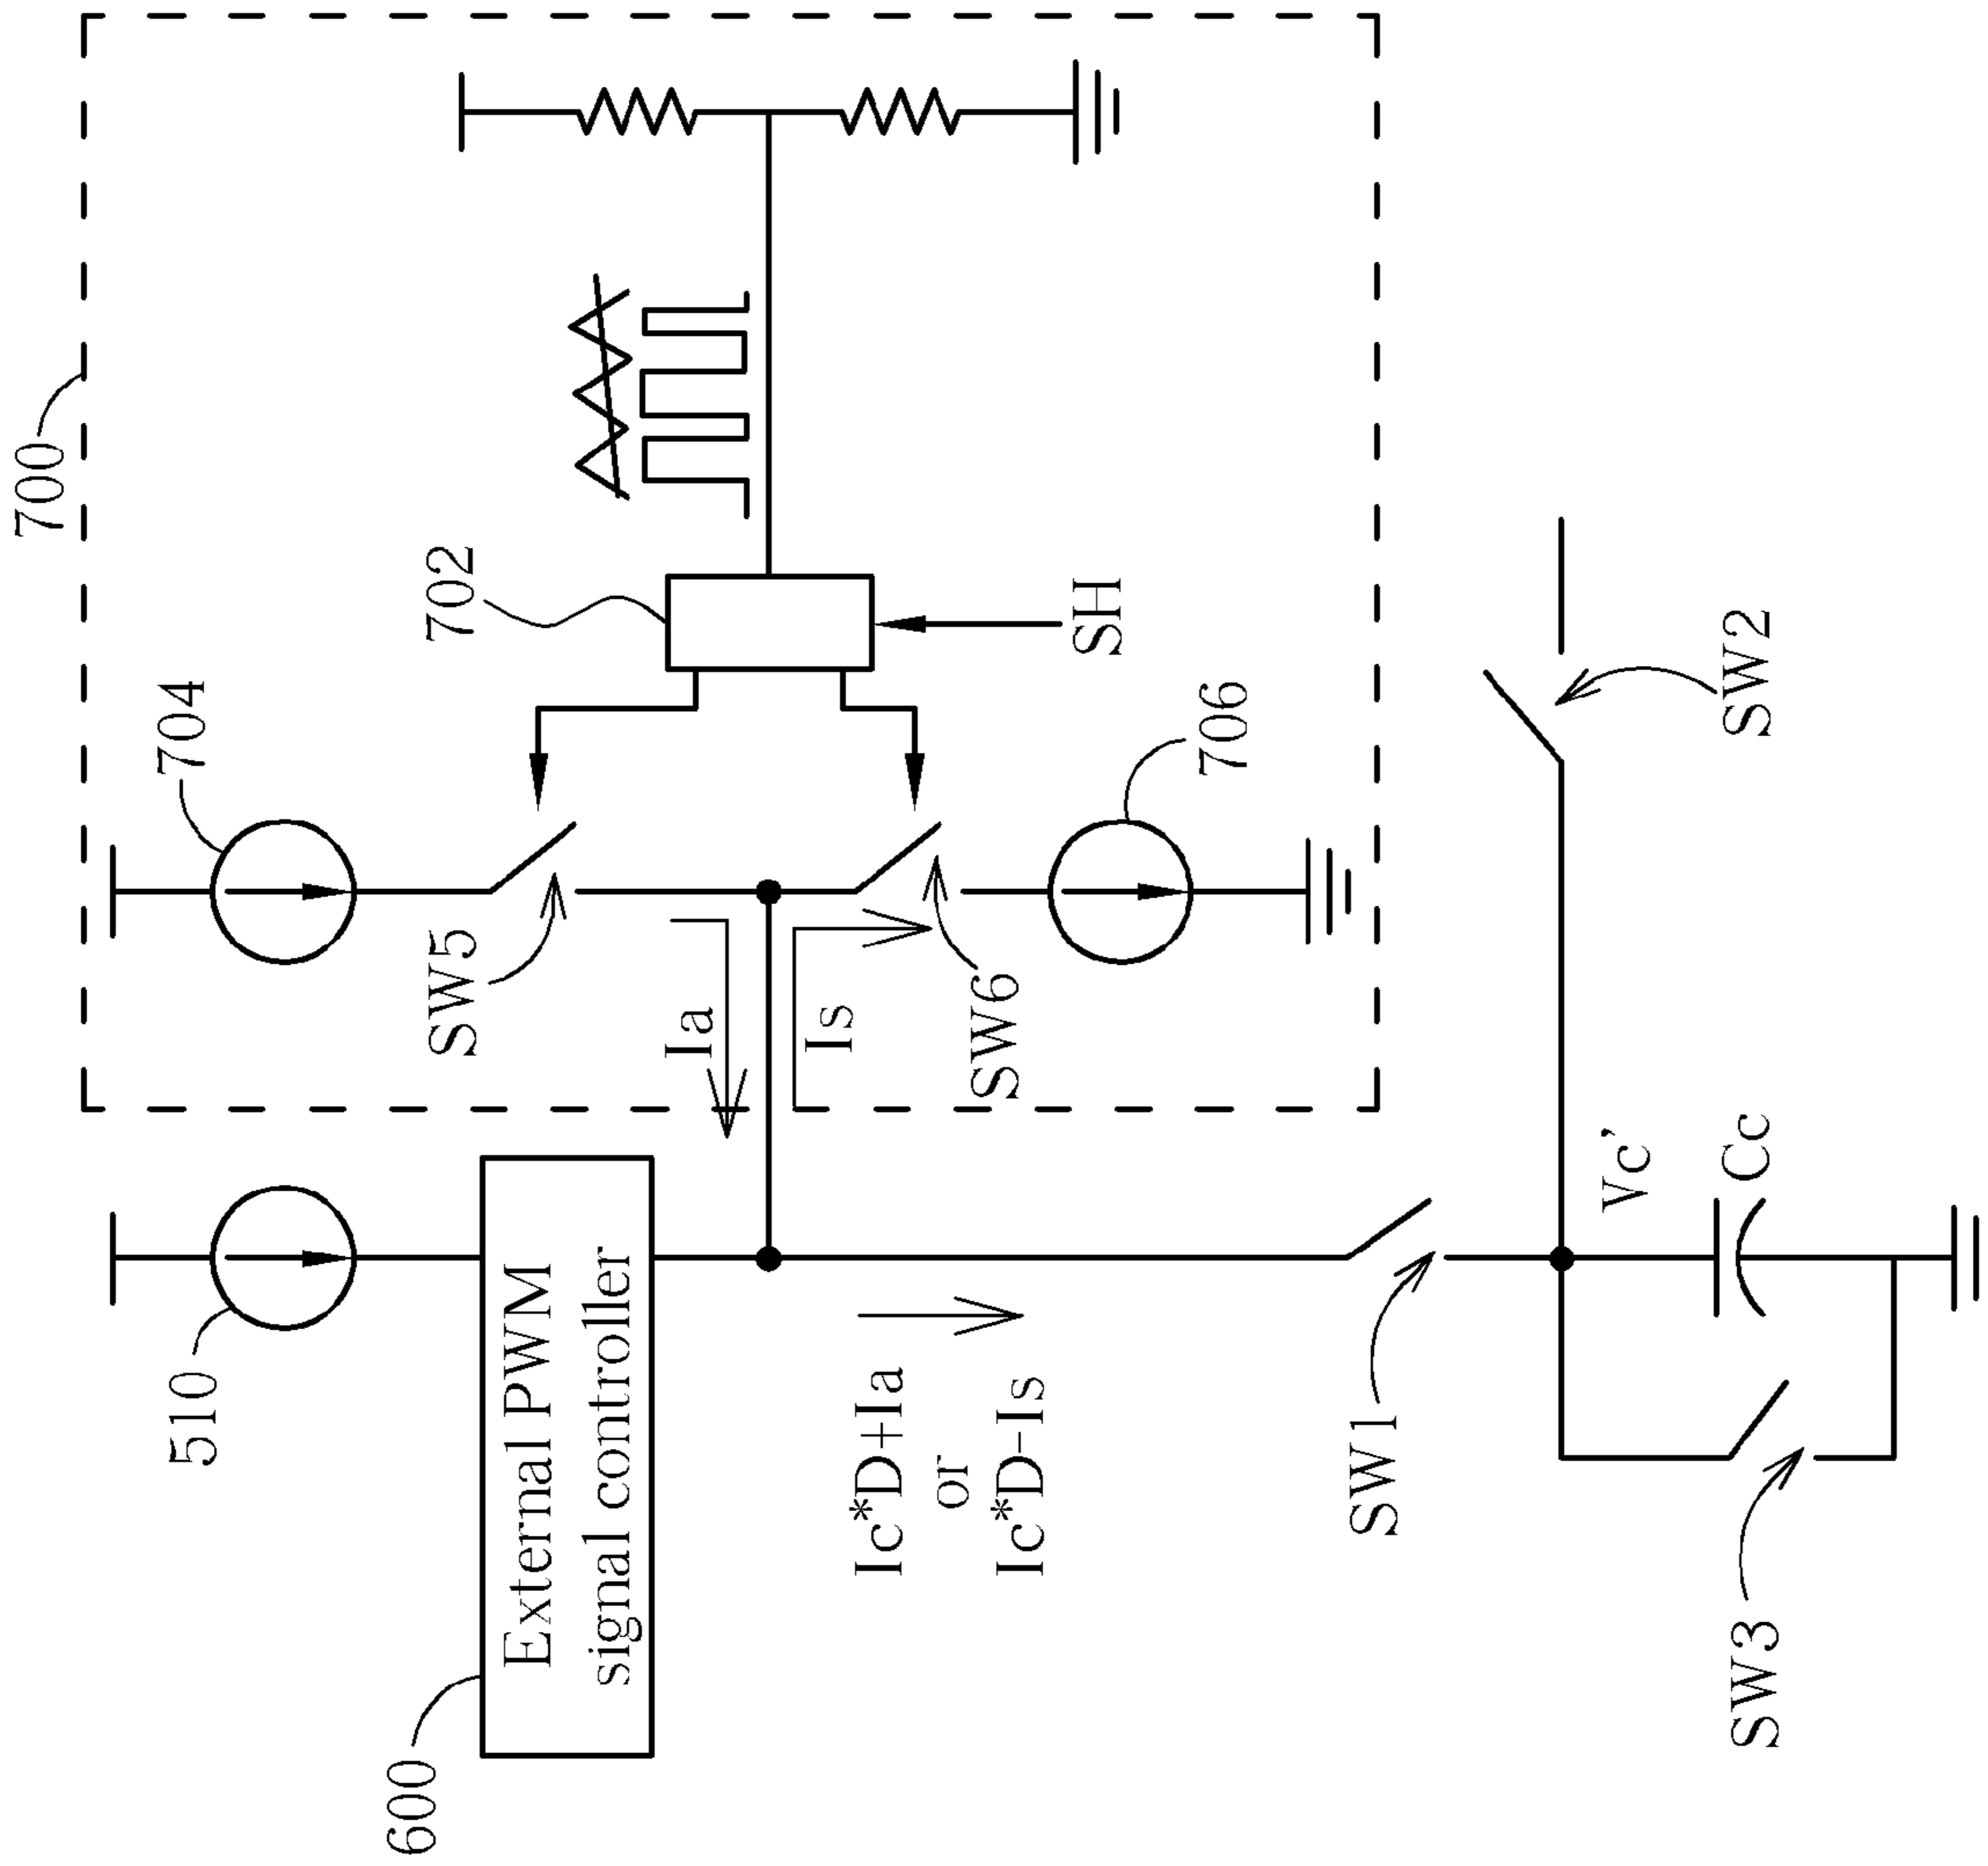 700
702
704
SH
SW2
706
SW5
Ia
Is
SW6
Vc'
Cc
510
External PWM
signal controller
600
Ic*D+Ia
or
Ic*D-Is
SW1
SW3